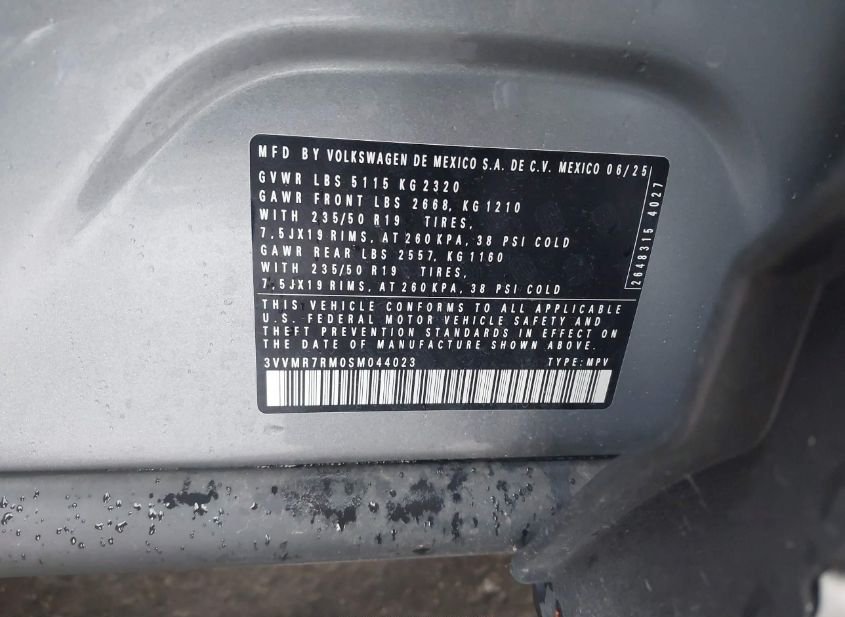 MFD BY VOLKSWAGEN DE MEXICO S.A. DE C.V. MEXICO 06/25
GVWR LBS 5115 KG 2320
GAWR FRONT LBS 2668, KG 1210
WITH 235/50 R19 TIRES,
7,5JX19 RIMS, AT 260 KPA, 38 PSI COLD
GAWR REAR LBS 2557, KG 1160
WITH 235/50 R19 TIRES,
7,5JX19 RIMS, AT 260 KPA, 38 PSI COLD
2648315 4027
THIS VEHICLE CONFORMS TO ALL APPLICABLE
U.S. FEDERAL MOTOR VEHICLE SAFETY AND
THEFT PREVENTION STANDARDS IN EFFECT ON
THE DATE OF MANUFACTURE SHOWN ABOVE.
3VVMR7RM0SM044023 TYPE: MPV